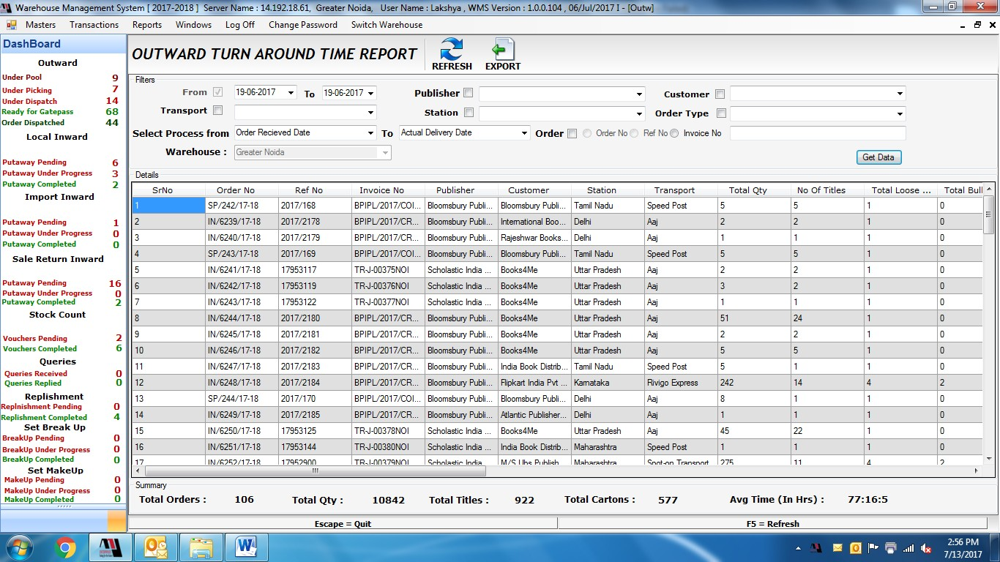 Warehouse Management System [ 2017-2018 ] Server Name : 14.192.18.61, Greater Noida, User Name : Lakshya , WMS Version : 1.0.0.104 , 06/Jul/2017 I - [Outw]
Masters Transactions Reports Windows Log Off Change Password Switch Warehouse
DashBoard
Outward
Under Pool 9
Under Picking 7
Under Dispatch 14
Ready for Gatepass 68
Order Dispatched 44
Local Inward
Putaway Pending 6
Putaway Under Progress 3
Putaway Completed 2
Import Inward
Putaway Pending 1
Putaway Under Progress 0
Putaway Completed 0
Sale Return Inward
Putaway Pending 16
Putaway Under Progress 0
Putaway Completed 2
Stock Count
Vouchers Pending 2
Vouchers Completed 6
Queries
Queries Received 0
Queries Replied 0
Replishment
Replnishment Pending 0
Replishment Completed 4
Set Break Up
BreakUp Pending 0
BreakUp Under Progress 0
BreakUp Completed 0
Set MakeUp
MakeUp Pending 0
MakeUp Under Progress 0
MakeUp Completed 0
OUTWARD TURN AROUND TIME REPORT REFRESH EXPORT
Filters
From 19-06-2017 To 19-06-2017 Publisher Customer
Transport Station Order Type
Select Process from Order Recieved Date To Actual Delivery Date Order Order No Ref No Invoice No
Warehouse : Greater Noida
Get Data
Details
SrNo Order No Ref No Invoice No Publisher Customer Station Transport Total Qty No Of Titles Total Loose ... Total Bull
1 SP/242/17-18 2017/168 BPIPL/2017/COI... Bloomsbury Publi... Bloomsbury Publi... Tamil Nadu Speed Post 5 5 1 0
2 IN/6239/17-18 2017/2178 BPIPL/2017/CR... Bloomsbury Publi... International Boo... Delhi Aaj 2 2 1 0
3 IN/6240/17-18 2017/2179 BPIPL/2017/CR... Bloomsbury Publi... Rajeshwar Books... Delhi Aaj 1 1 1 0
4 SP/243/17-18 2017/169 BPIPL/2017/COI... Bloomsbury Publi... Bloomsbury Publi... Tamil Nadu Speed Post 5 5 1 0
5 IN/6241/17-18 17953117 TR-J-00375NOI Scholastic India ... Books4Me Uttar Pradesh Aaj 2 2 1 0
6 IN/6242/17-18 17953119 TR-J-00376NOI Scholastic India ... Books4Me Uttar Pradesh Aaj 3 2 1 0
7 IN/6243/17-18 17953122 TR-J-00377NOI Scholastic India ... Books4Me Uttar Pradesh Aaj 1 1 1 0
8 IN/6244/17-18 2017/2180 BPIPL/2017/CR... Bloomsbury Publi... Books4Me Uttar Pradesh Aaj 51 24 1 0
9 IN/6245/17-18 2017/2181 BPIPL/2017/CR... Bloomsbury Publi... Books4Me Uttar Pradesh Aaj 2 2 1 0
10 IN/6246/17-18 2017/2182 BPIPL/2017/CR... Bloomsbury Publi... Books4Me Uttar Pradesh Aaj 5 5 1 0
11 IN/6247/17-18 2017/2183 BPIPL/2017/CR... Bloomsbury Publi... India Book Distrib... Tamil Nadu Speed Post 5 1 1 0
12 IN/6248/17-18 2017/2184 BPIPL/2017/CR... Bloomsbury Publi... Flipkart India Pvt ... Karnataka Rivigo Express 242 14 4 2
13 SP/244/17-18 2017/170 BPIPL/2017/COI... Bloomsbury Publi... Bloomsbury Publi... Delhi Aaj 8 1 1 0
14 IN/6249/17-18 2017/2185 BPIPL/2017/CR... Bloomsbury Publi... Atlantic Publisher... Delhi Aaj 1 1 1 0
15 IN/6250/17-18 17953125 TR-J-00378NOI Scholastic India ... Books4Me Uttar Pradesh Aaj 45 22 1 0
16 IN/6251/17-18 17953144 TR-J-00380NOI Scholastic India ... India Book Distrib... Maharashtra Speed Post 1 1 1 0
17 IN/6252/17-18 17952900 TR-J-00379NOI Scholastic India ... M/S Ubs Publish... Maharashtra Spot-on Transport 275 11 4 2
Summary
Total Orders : 106 Total Qty : 10842 Total Titles : 922 Total Cartons : 577 Avg Time (In Hrs) : 77:16:5
Escape = Quit F5 = Refresh
2:56 PM
7/13/2017